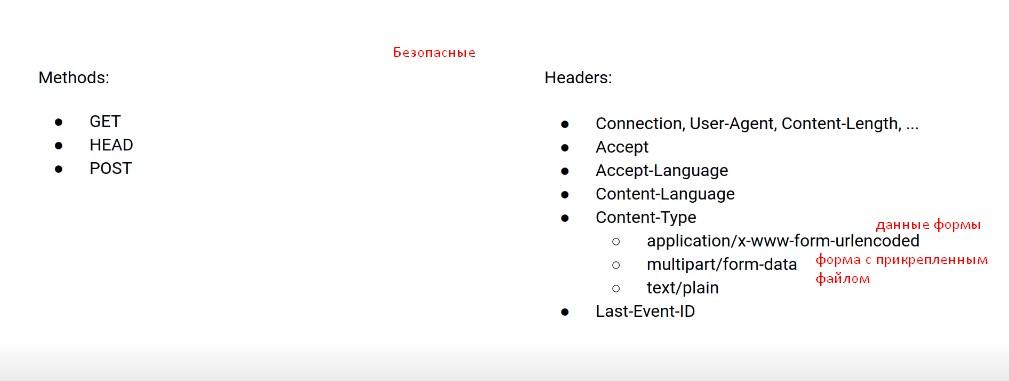 Безопасные
Methods:
● GET
● HEAD
● POST
Headers:
● Connection, User-Agent, Content-Length, ...
● Accept
● Accept-Language
● Content-Language
● Content-Type
данные формы
○ application/x-www-form-urlencoded
○ multipart/form-data
форма с прикрепленным
файлом
○ text/plain
● Last-Event-ID